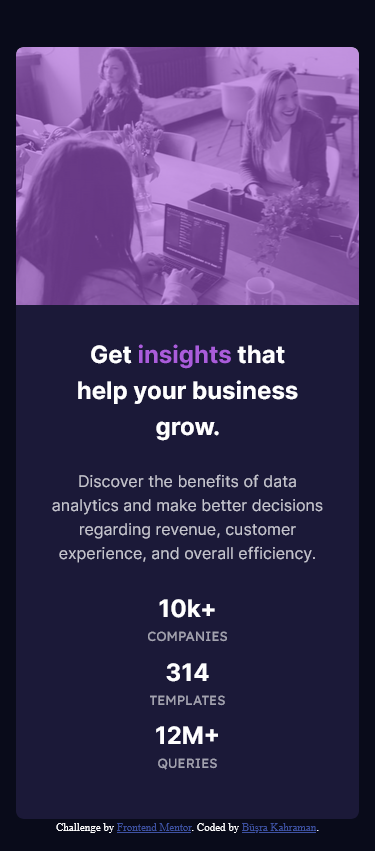 Get insights that
help your business
grow.
Discover the benefits of data
analytics and make better decisions
regarding revenue, customer
experience, and overall efficiency.
10k+
COMPANIES
314
TEMPLATES
12M+
QUERIES
Challenge by Frontend Mentor. Coded by Büşra Kahraman.